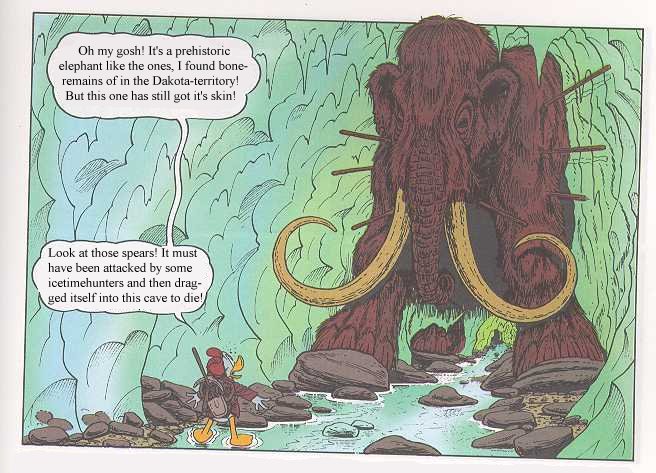 Oh my gosh! It's a prehistoric
elephant like the ones, I found bone-
remains of in the Dakota-territory!
But this one has still got it's skin!
Look at those spears! It must
have been attacked by some
icetimehunters and then drag-
ged itself into this cave to die!